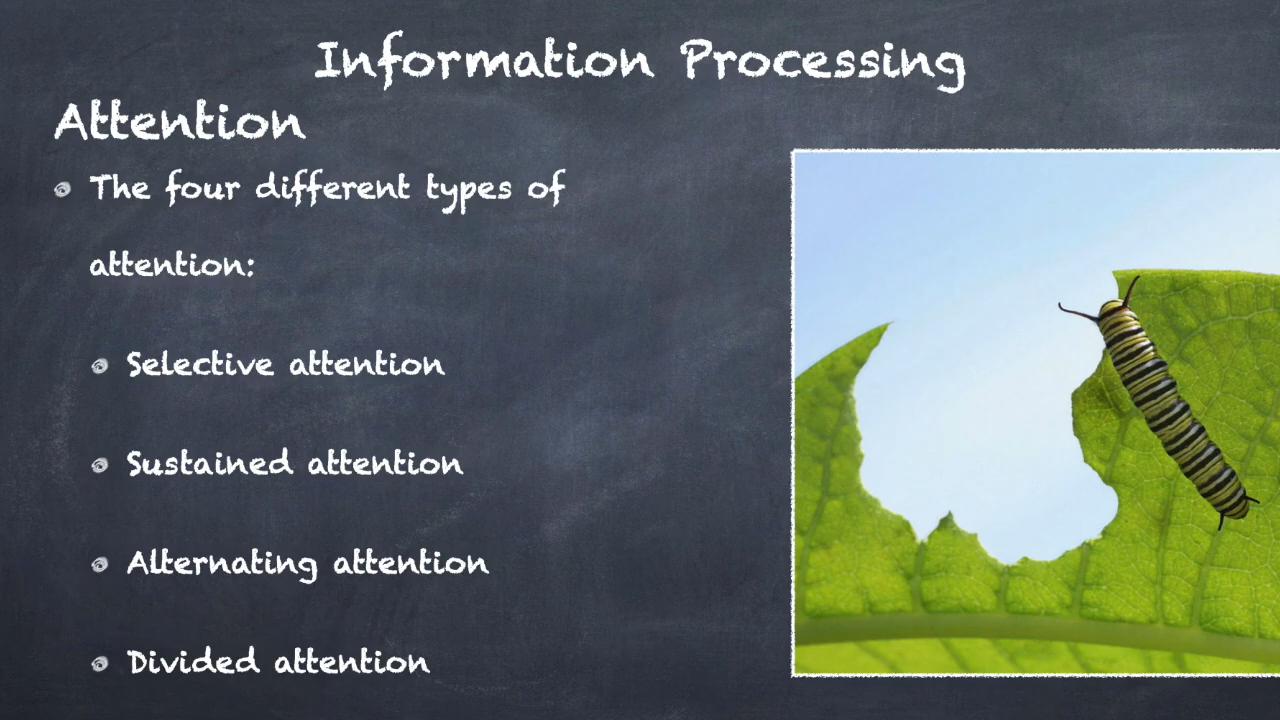 Information Processing
Attention
The four different types of
attention:
Selective attention
Sustained attention
Alternating attention
Divided attention